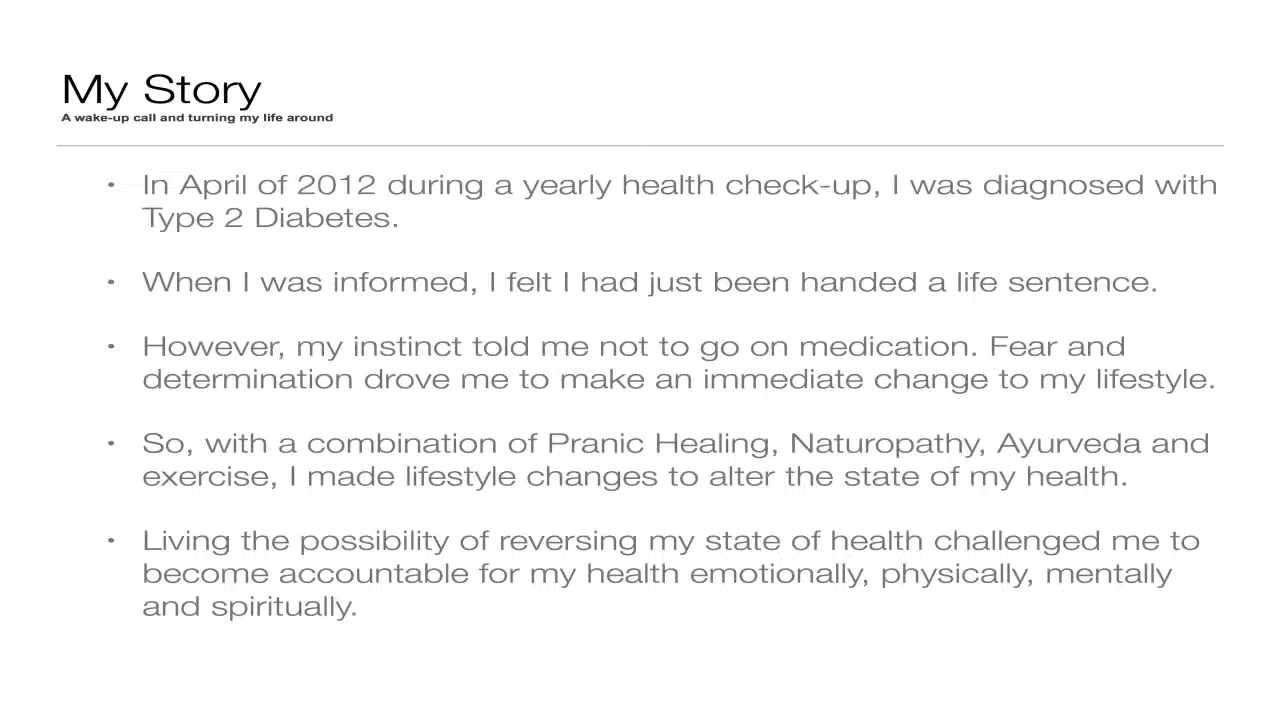 My Story
A wake-up call and turning my life around
• In April of 2012 during a yearly health check-up, I was diagnosed with
Type 2 Diabetes.
• When I was informed, I felt I had just been handed a life sentence.
• However, my instinct told me not to go on medication. Fear and
determination drove me to make an immediate change to my lifestyle.
• So, with a combination of Pranic Healing, Naturopathy, Ayurveda and
exercise, I made lifestyle changes to alter the state of my health.
• Living the possibility of reversing my state of health challenged me to
become accountable for my health emotionally, physically, mentally
and spiritually.